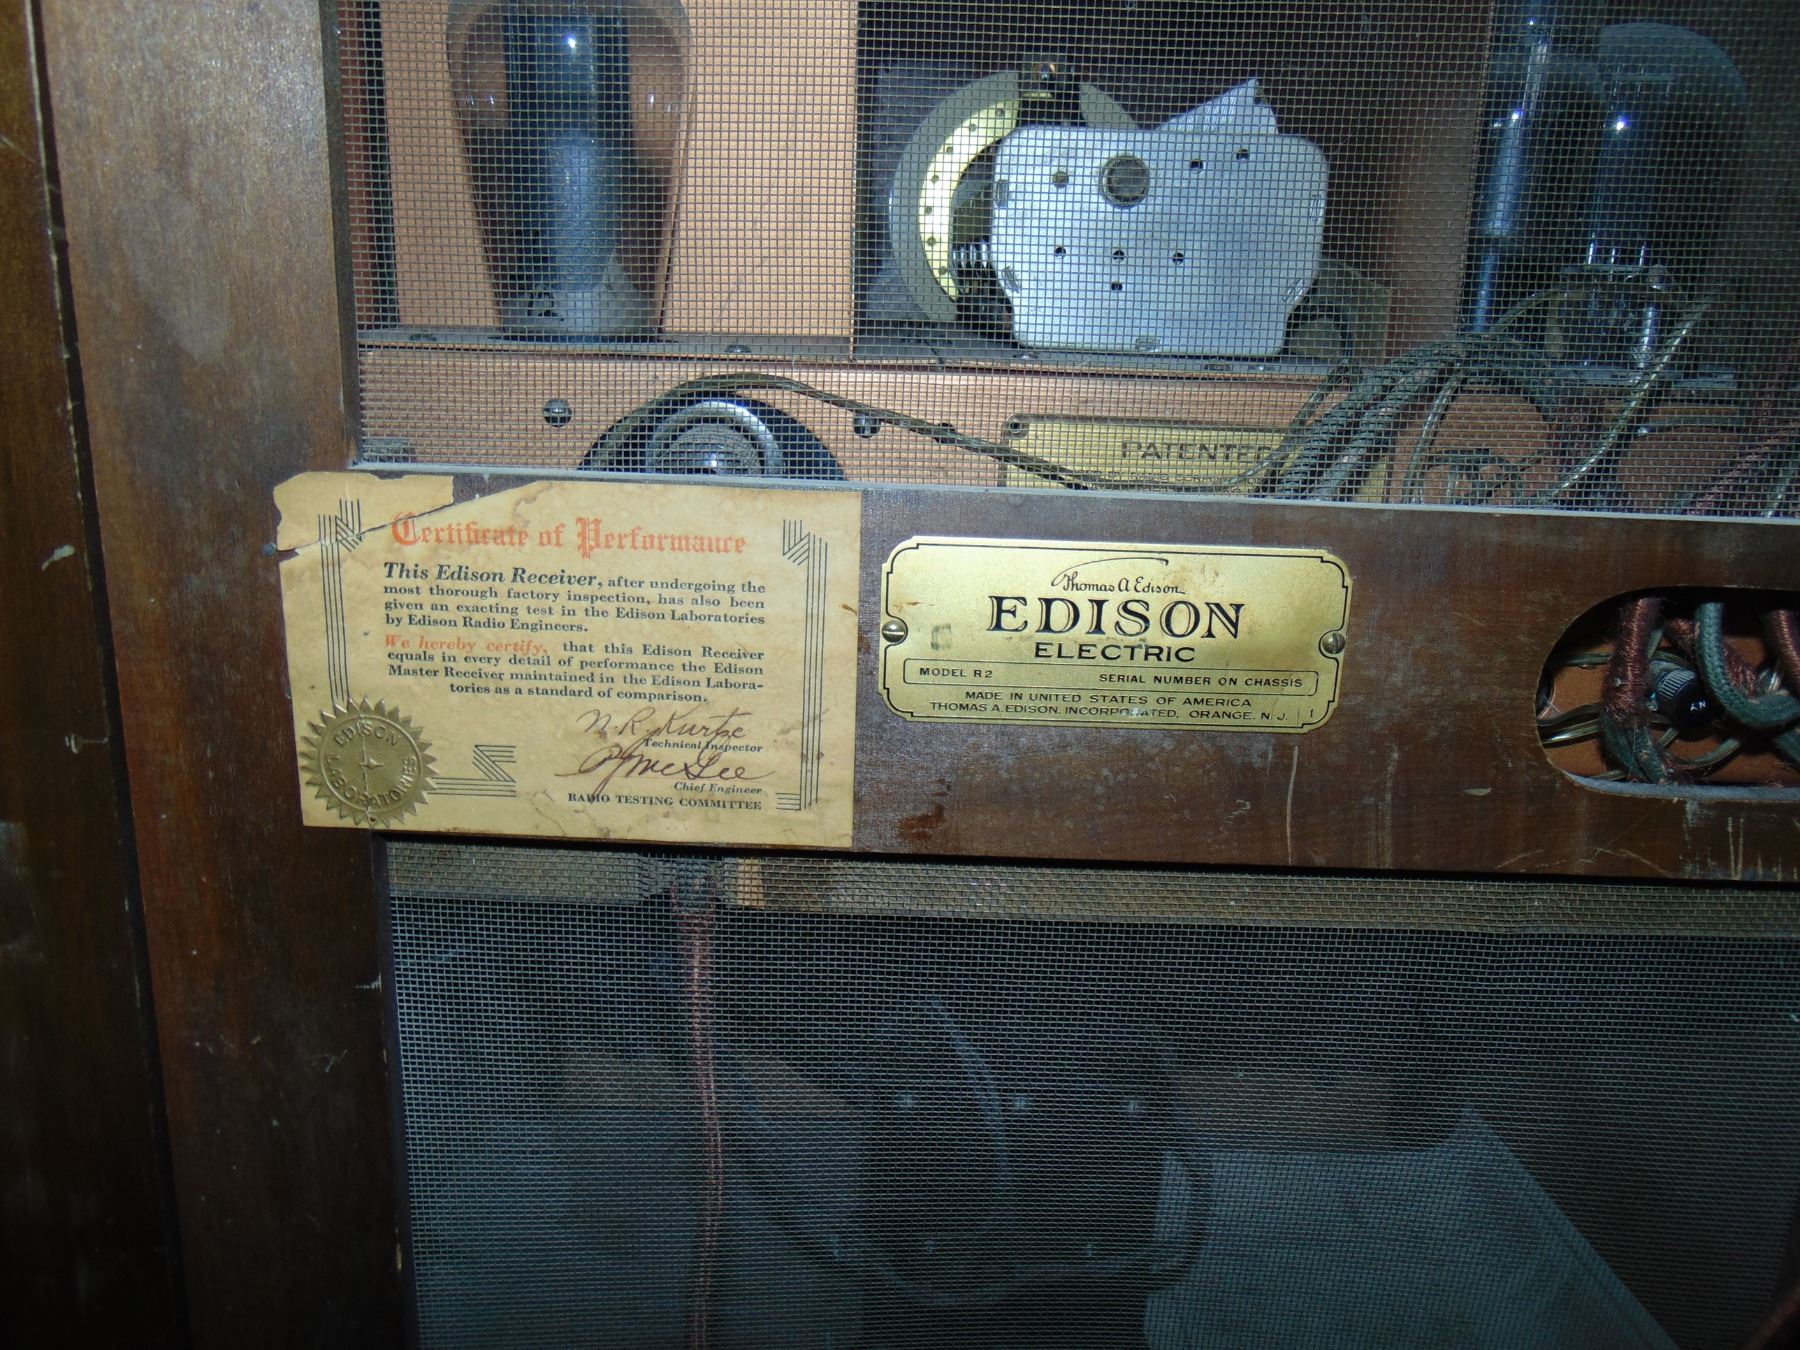 PATENTED
Certificate of Performance
This Edison Receiver, after undergoing the
most thorough factory inspection, has also been
given an exacting test in the Edison Laboratories
by Edison Radio Engineers.
We hereby certify, that this Edison Receiver
equals in every detail of performance the Edison
Master Receiver maintained in the Edison Labora-
tories as a standard of comparison.
Technical Inspector
Chief Engineer
RADIO TESTING COMMITTEE
EDISON
LABORATORIES
Thomas A Edison
EDISON
ELECTRIC
MODEL R2 SERIAL NUMBER ON CHASSIS
MADE IN UNITED STATES OF AMERICA
THOMAS A. EDISON, INCORPORATED, ORANGE, N. J.